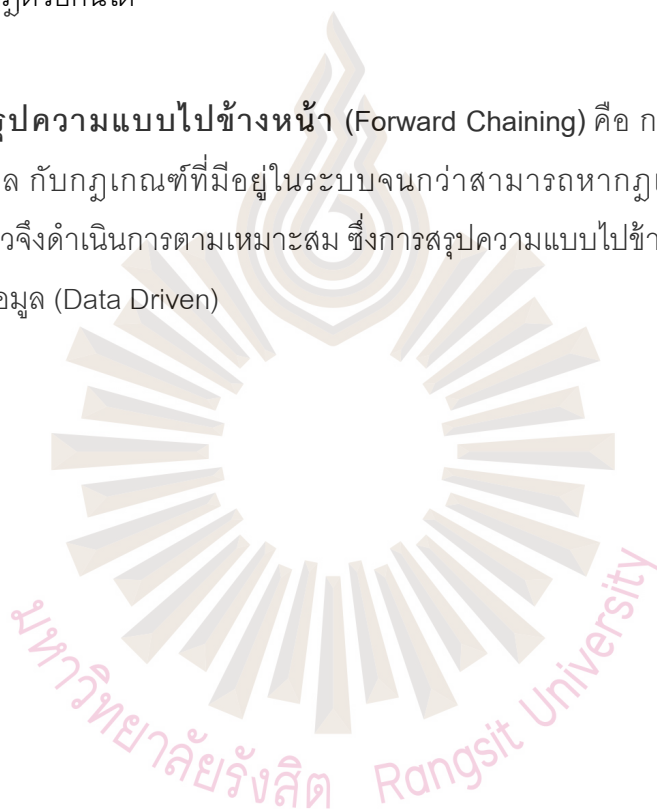 รุปความแบบไปข้างหน้า (Forward Chaining) คือ ก
ล กับกฎเกณฑ์ที่มีอยู่ในระบบจนกว่าสามารถหากฎเ
วจึงดำเนินการตามเหมาะสม ซึ่งการสรุปความแบบไปข้า
อมูล (Data Driven)
มหาวิทยาลัยรังสิต Rangsit University